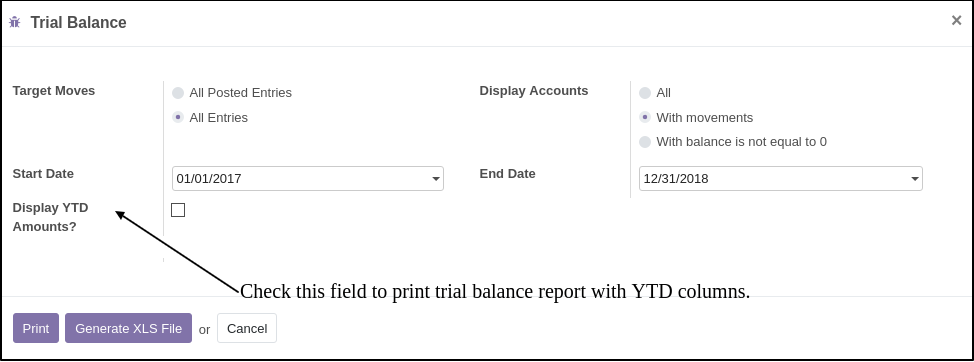 Trial Balance ×
Target Moves
All Posted Entries
All Entries
Display Accounts
All
With movements
With balance is not equal to 0
Start Date 01/01/2017
End Date 12/31/2018
Display YTD
Amounts?
Check this field to print trial balance report with YTD columns.
Print Generate XLS File or Cancel